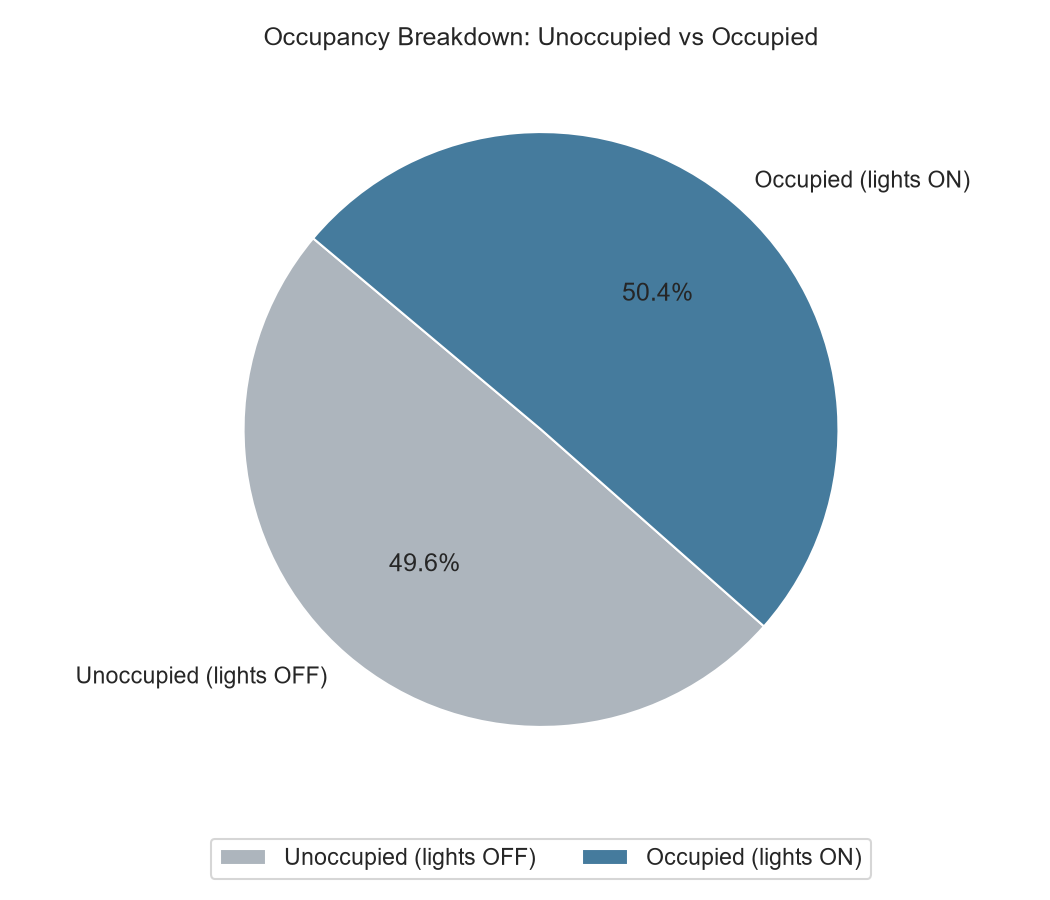 Occupancy Breakdown: Unoccupied vs Occupied
Occupied (lights ON)
50.4%
49.6%
Unoccupied (lights OFF)
Unoccupied (lights OFF)
Occupied (lights ON)